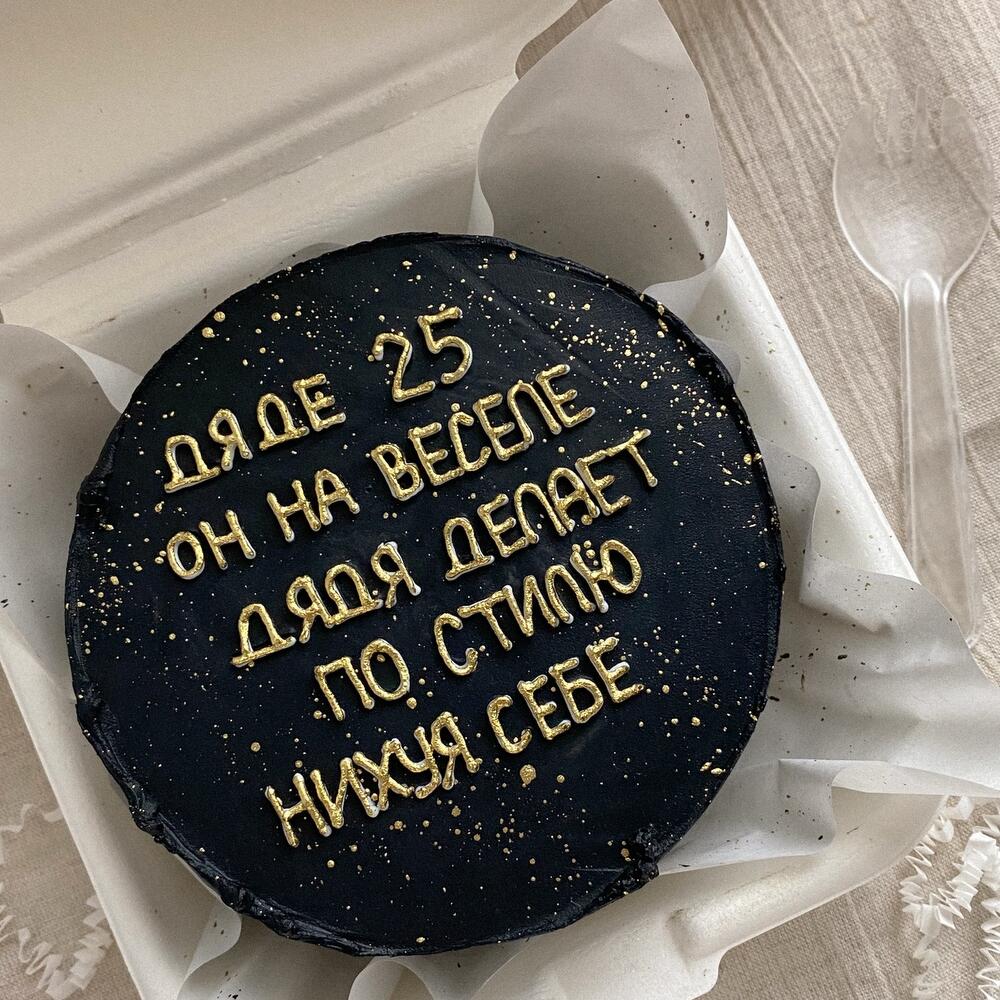 ДЯДЕ 25
ОН НА ВЕСЕЛЕ
ДЯДЯ ДЕЛАЕТ
ПО СТИЛЮ
НИХУЯ СЕБЕ